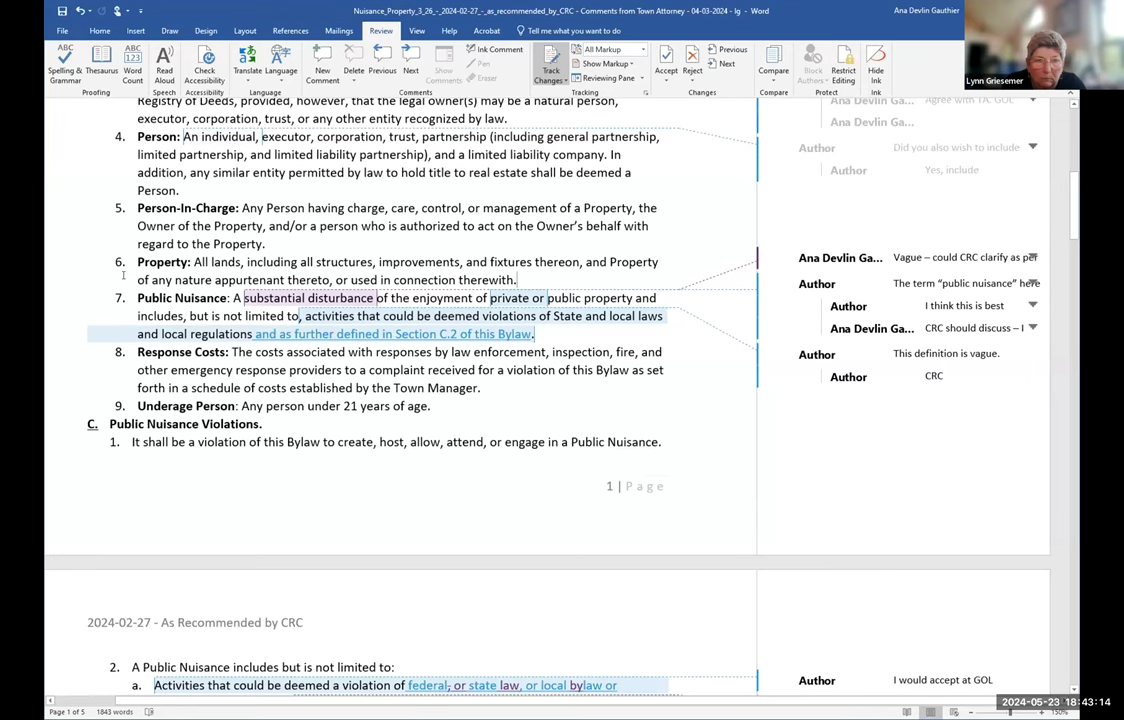 Nuisance_Property_3_26_-_2024-02-27_-_as_recommended_by_CRC - Comments from Town Attorney - 04-03-2024 - lg - Word
Ana Devlin Gauthier
File Home Insert Draw Design Layout References Mailings Review View Help Acrobat Tell me what you want to do
Spelling & Grammar
Thesaurus
Word Count
Read Aloud
Check Accessibility
Translate
Language
New Comment
Delete
Previous
Next
Show Comments
Ink Comment
Pen
Eraser
Track Changes
All Markup
Show Markup
Reviewing Pane
Accept
Reject
Previous
Next
Compare
Block Authors
Restrict Editing
Hide Ink
Proofing Speech Accessibility Language Comments Tracking Changes Compare Protect Ink
Lynn Griesemer
Registry of Deeds, provided, however, that the legal owner(s) may be a natural person,
executor, corporation, trust, or any other entity recognized by law.
4. Person: An individual, executor, corporation, trust, partnership (including general partnership,
limited partnership, and limited liability partnership), and a limited liability company. In
addition, any similar entity permitted by law to hold title to real estate shall be deemed a
Person.
5. Person-In-Charge: Any Person having charge, care, control, or management of a Property, the
Owner of the Property, and/or a person who is authorized to act on the Owner's behalf with
regard to the Property.
6. Property: All lands, including all structures, improvements, and fixtures thereon, and Property
of any nature appurtenant thereto, or used in connection therewith.
7. Public Nuisance: A substantial disturbance of the enjoyment of private or public property and
includes, but is not limited to, activities that could be deemed violations of State and local laws
and local regulations and as further defined in Section C.2 of this Bylaw.
8. Response Costs: The costs associated with responses by law enforcement, inspection, fire, and
other emergency response providers to a complaint received for a violation of this Bylaw as set
forth in a schedule of costs established by the Town Manager.
9. Underage Person: Any person under 21 years of age.
C. Public Nuisance Violations.
1. It shall be a violation of this Bylaw to create, host, allow, attend, or engage in a Public Nuisance.
1 | Page
2024-02-27 - As Recommended by CRC
2. A Public Nuisance includes but is not limited to:
a. Activities that could be deemed a violation of federal, or state law, or local bylaw or
Ana Devlin Ga... Agree with TA. GOL
Ana Devlin Ga...
Author Did you also wish to include
Author Yes, include
Ana Devlin Ga... Vague – could CRC clarify as per
Author The term "public nuisance" here
Author I think this is best
Ana Devlin Ga... CRC should discuss – I
Author This definition is vague.
Author CRC
Author I would accept at GOL
Page 1 of 5 1843 words
150%
2024-05-23 18:43:14